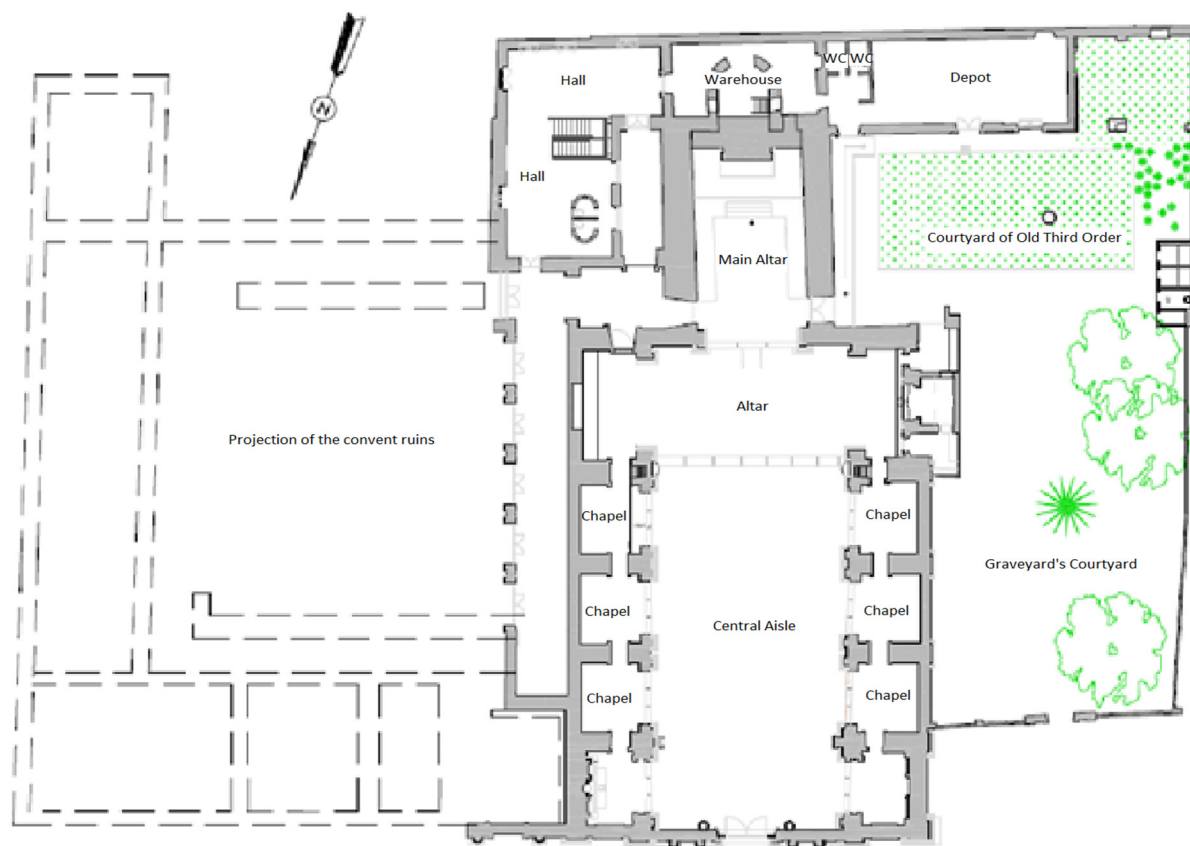 Hall
Warehouse
WC
WC
Depot
N
Hall
Courtyard of Old Third Order
Main Altar
Altar
Projection of the convent ruins
Chapel
Chapel
Graveyard's Courtyard
Chapel
Central Aisle
Chapel
Chapel
Chapel